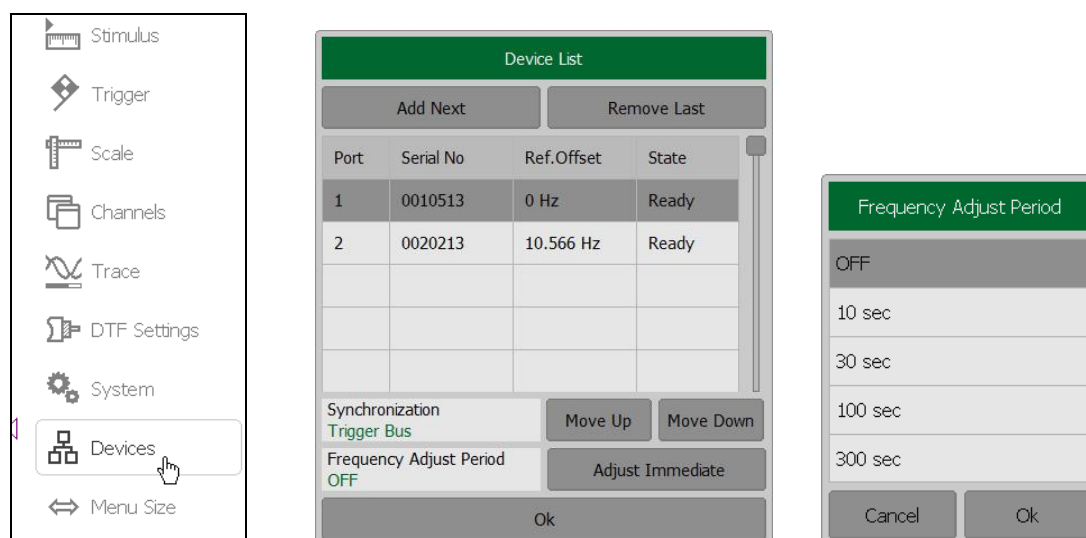 Stimulus
Trigger
Scale
Channels
Trace
DTF Settings
System
Devices
Menu Size
Device List
Add Next Remove Last
Port Serial No Ref.Offset State
1 0010513 0 Hz Ready
2 0020213 10.566 Hz Ready
Synchronization
Trigger Bus
Move Up Move Down
Frequency Adjust Period
OFF
Adjust Immediate
Ok
Frequency Adjust Period
OFF
10 sec
30 sec
100 sec
300 sec
Cancel Ok